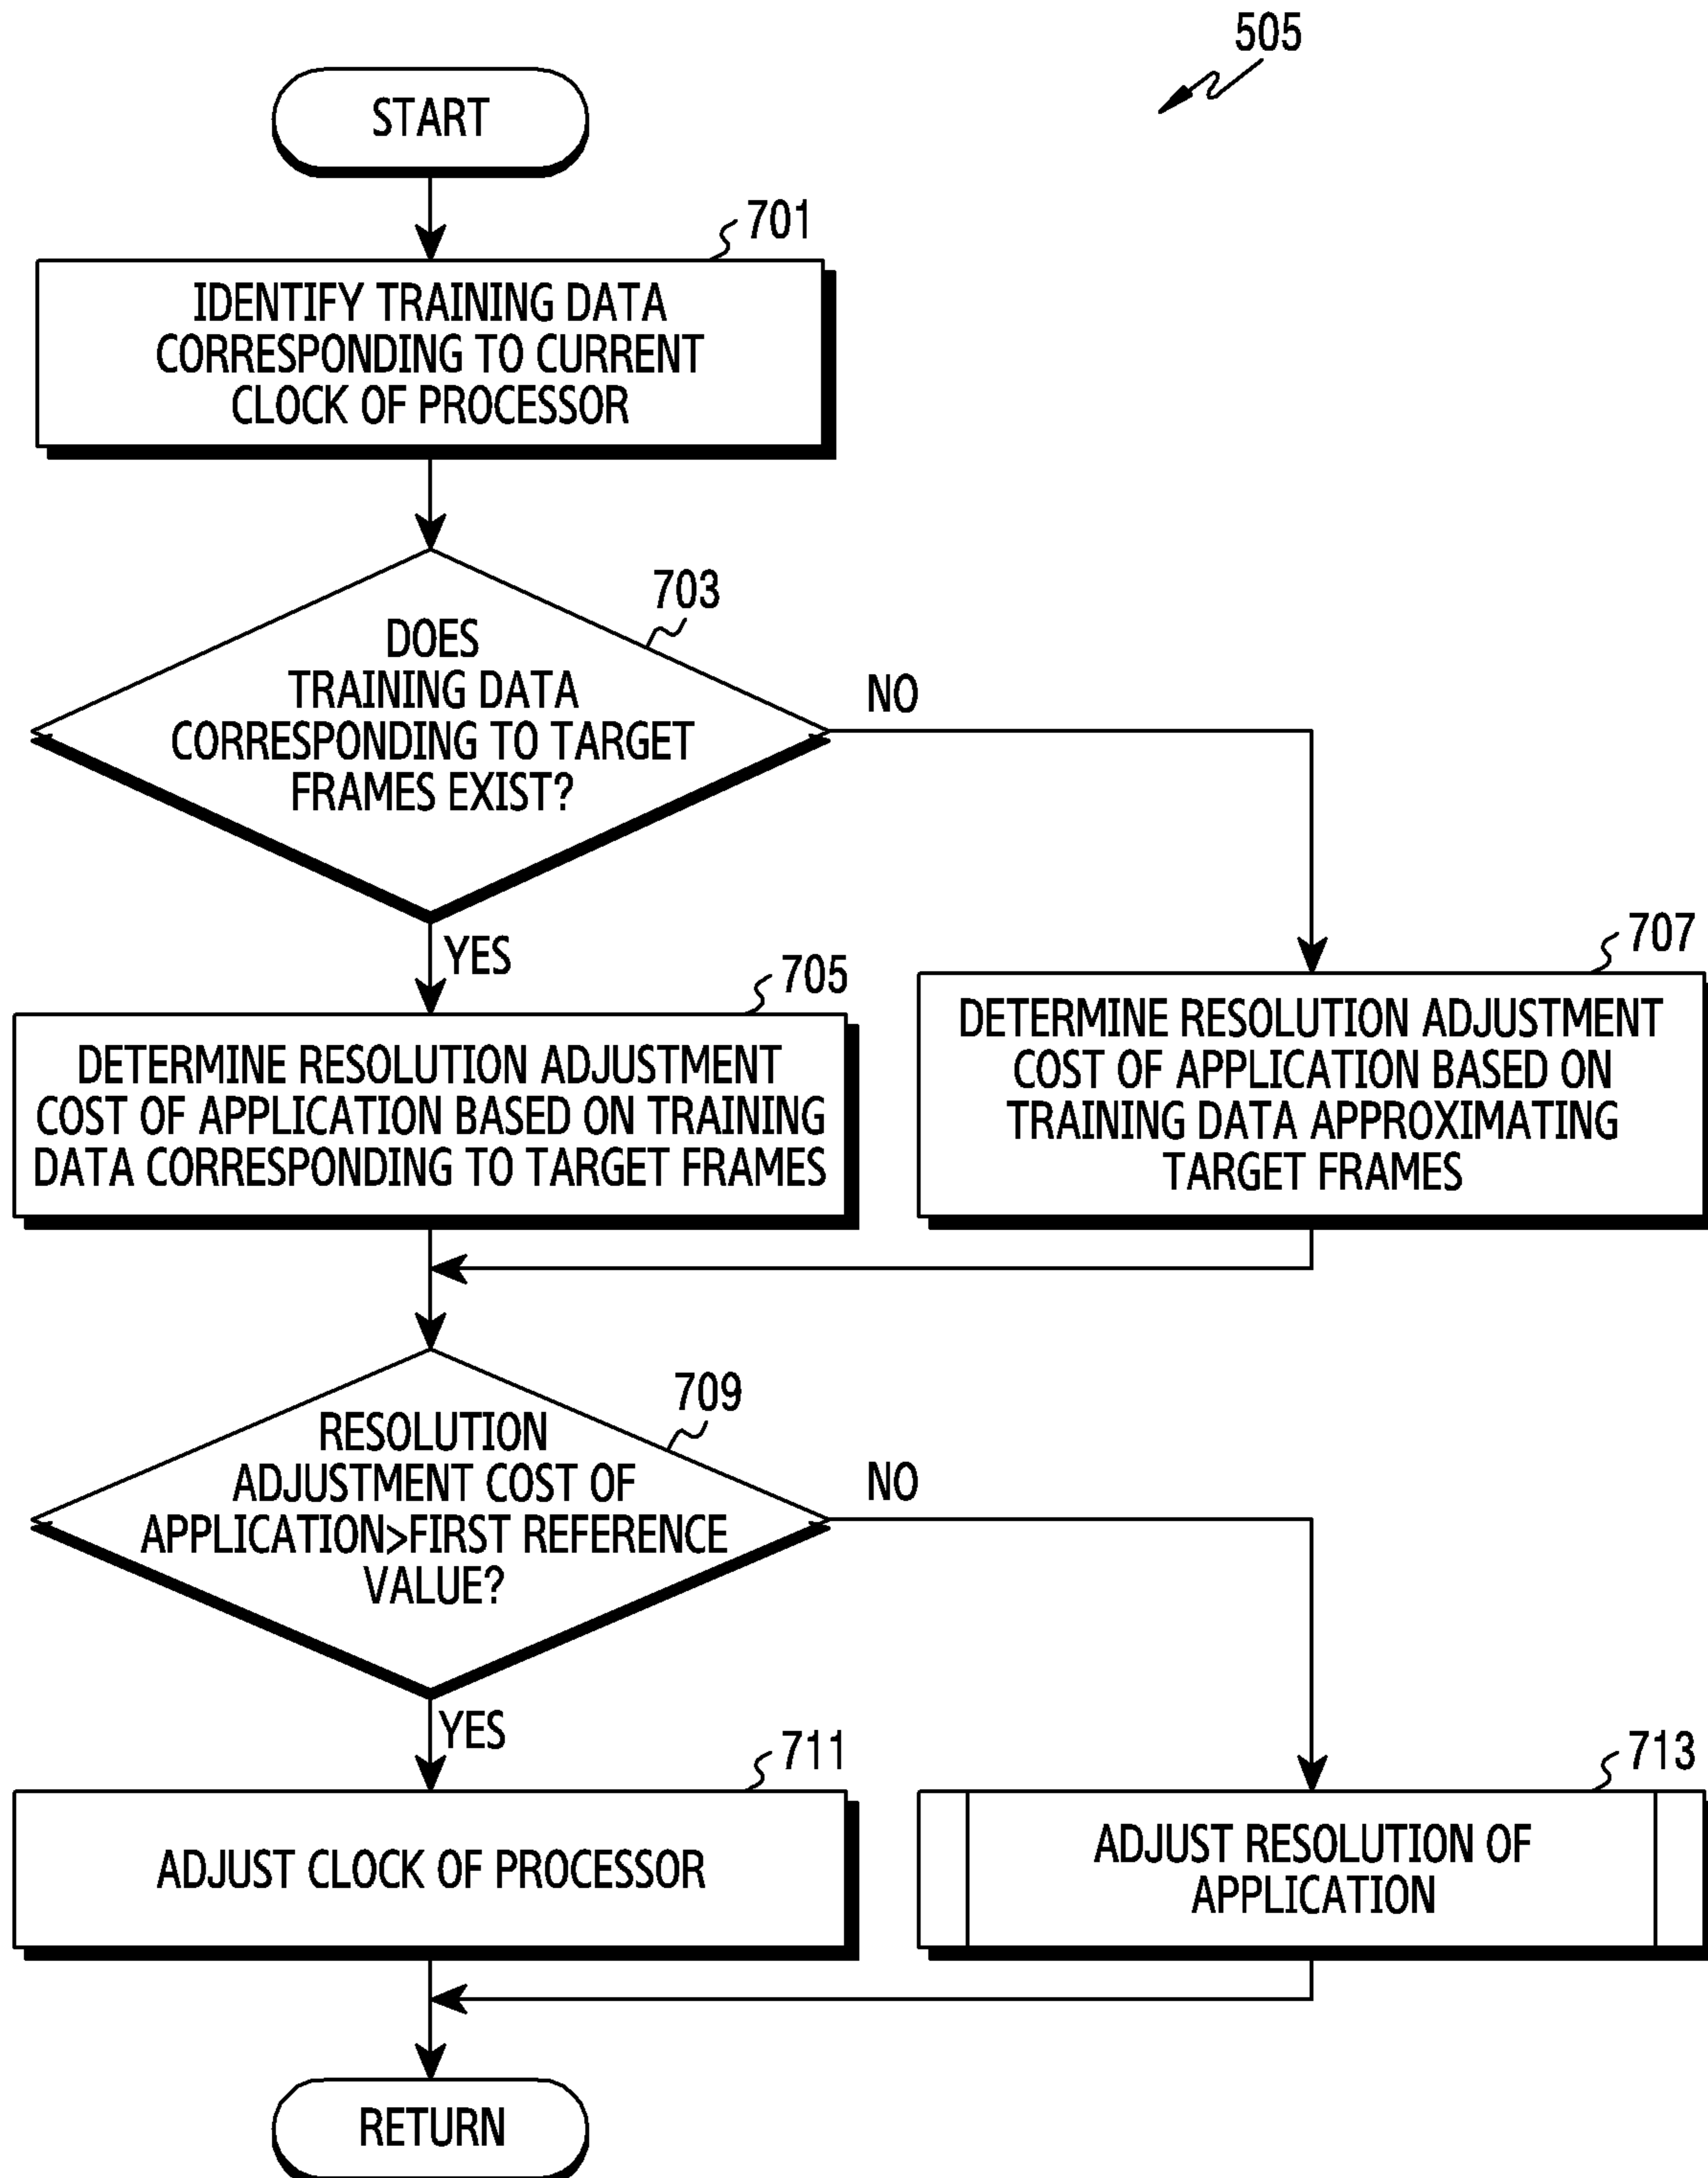 505
START
701
IDENTIFY TRAINING DATA
CORRESPONDING TO CURRENT
CLOCK OF PROCESSOR
703
DOES
TRAINING DATA
CORRESPONDING TO TARGET
FRAMES EXIST?
NO
YES
705
DETERMINE RESOLUTION ADJUSTMENT
COST OF APPLICATION BASED ON TRAINING
DATA CORRESPONDING TO TARGET FRAMES
707
DETERMINE RESOLUTION ADJUSTMENT
COST OF APPLICATION BASED ON
TRAINING DATA APPROXIMATING
TARGET FRAMES
709
RESOLUTION
ADJUSTMENT COST OF
APPLICATION>FIRST REFERENCE
VALUE?
NO
YES
711
ADJUST CLOCK OF PROCESSOR
713
ADJUST RESOLUTION OF
APPLICATION
RETURN